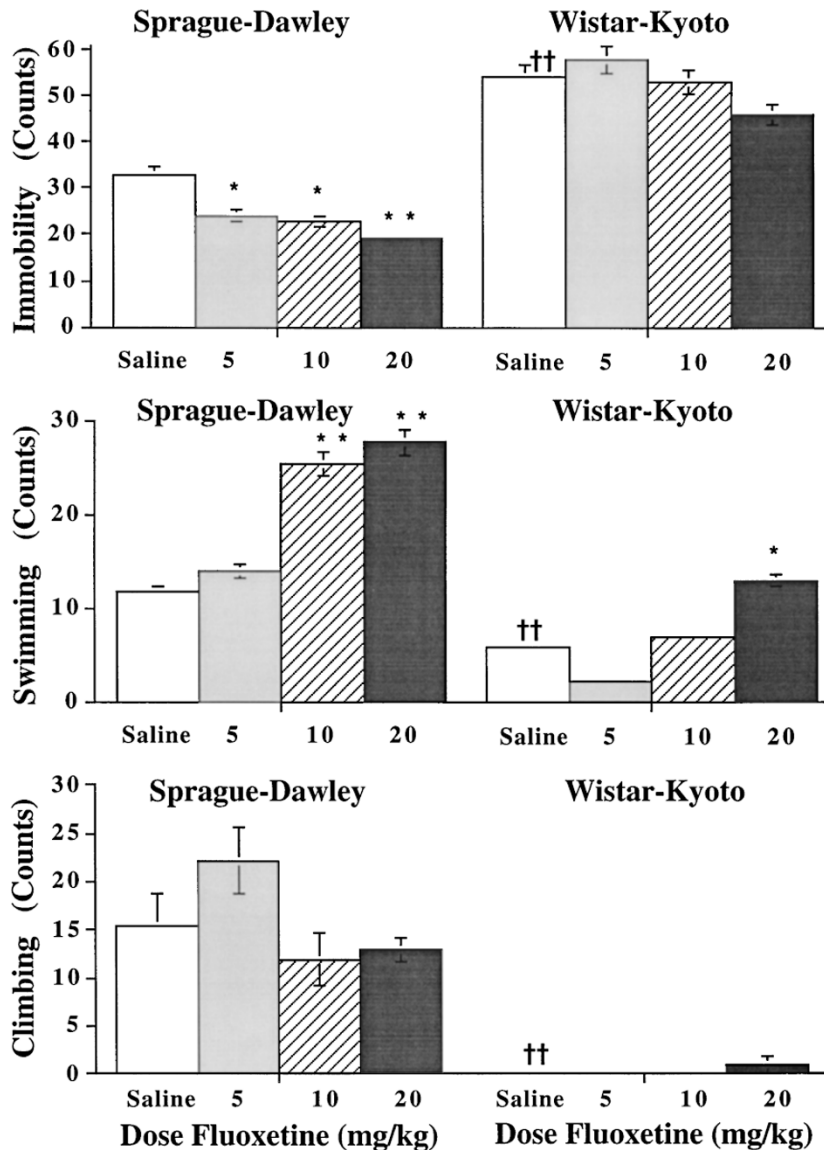 Sprague-Dawley Wistar-Kyoto
Immobility (Counts)
60
50
40
30
20
10
0
†† * * * *
Saline 5 10 20 Saline 5 10 20
Sprague-Dawley Wistar-Kyoto
Swimming (Counts)
30
20
10
0
* * * * * ††
Saline 5 10 20 Saline 5 10 20
Sprague-Dawley Wistar-Kyoto
Climbing (Counts)
30
25
20
15
10
5
0
††
Saline 5 10 20 Saline 5 10 20
Dose Fluoxetine (mg/kg) Dose Fluoxetine (mg/kg)